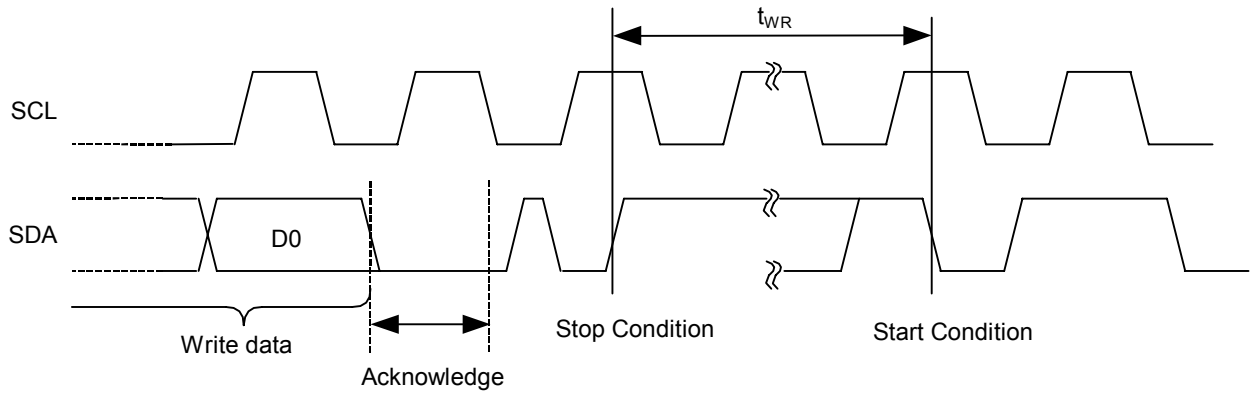 tWR
SCL
SDA
D0
Write data
Acknowledge
Stop Condition
Start Condition